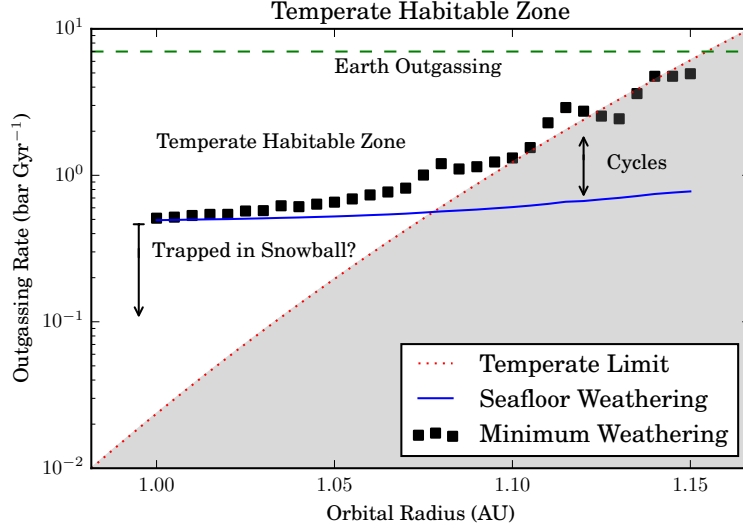 Temperate Habitable Zone
10¹
Earth Outgassing
Temperate Habitable Zone
10⁰
Cycles
Trapped in Snowball?
10⁻¹
Temperate Limit
Seafloor Weathering
Minimum Weathering
10⁻²
1.00 1.05 1.10 1.15
Orbital Radius (AU)
Outgassing Rate (bar Gyr⁻¹)